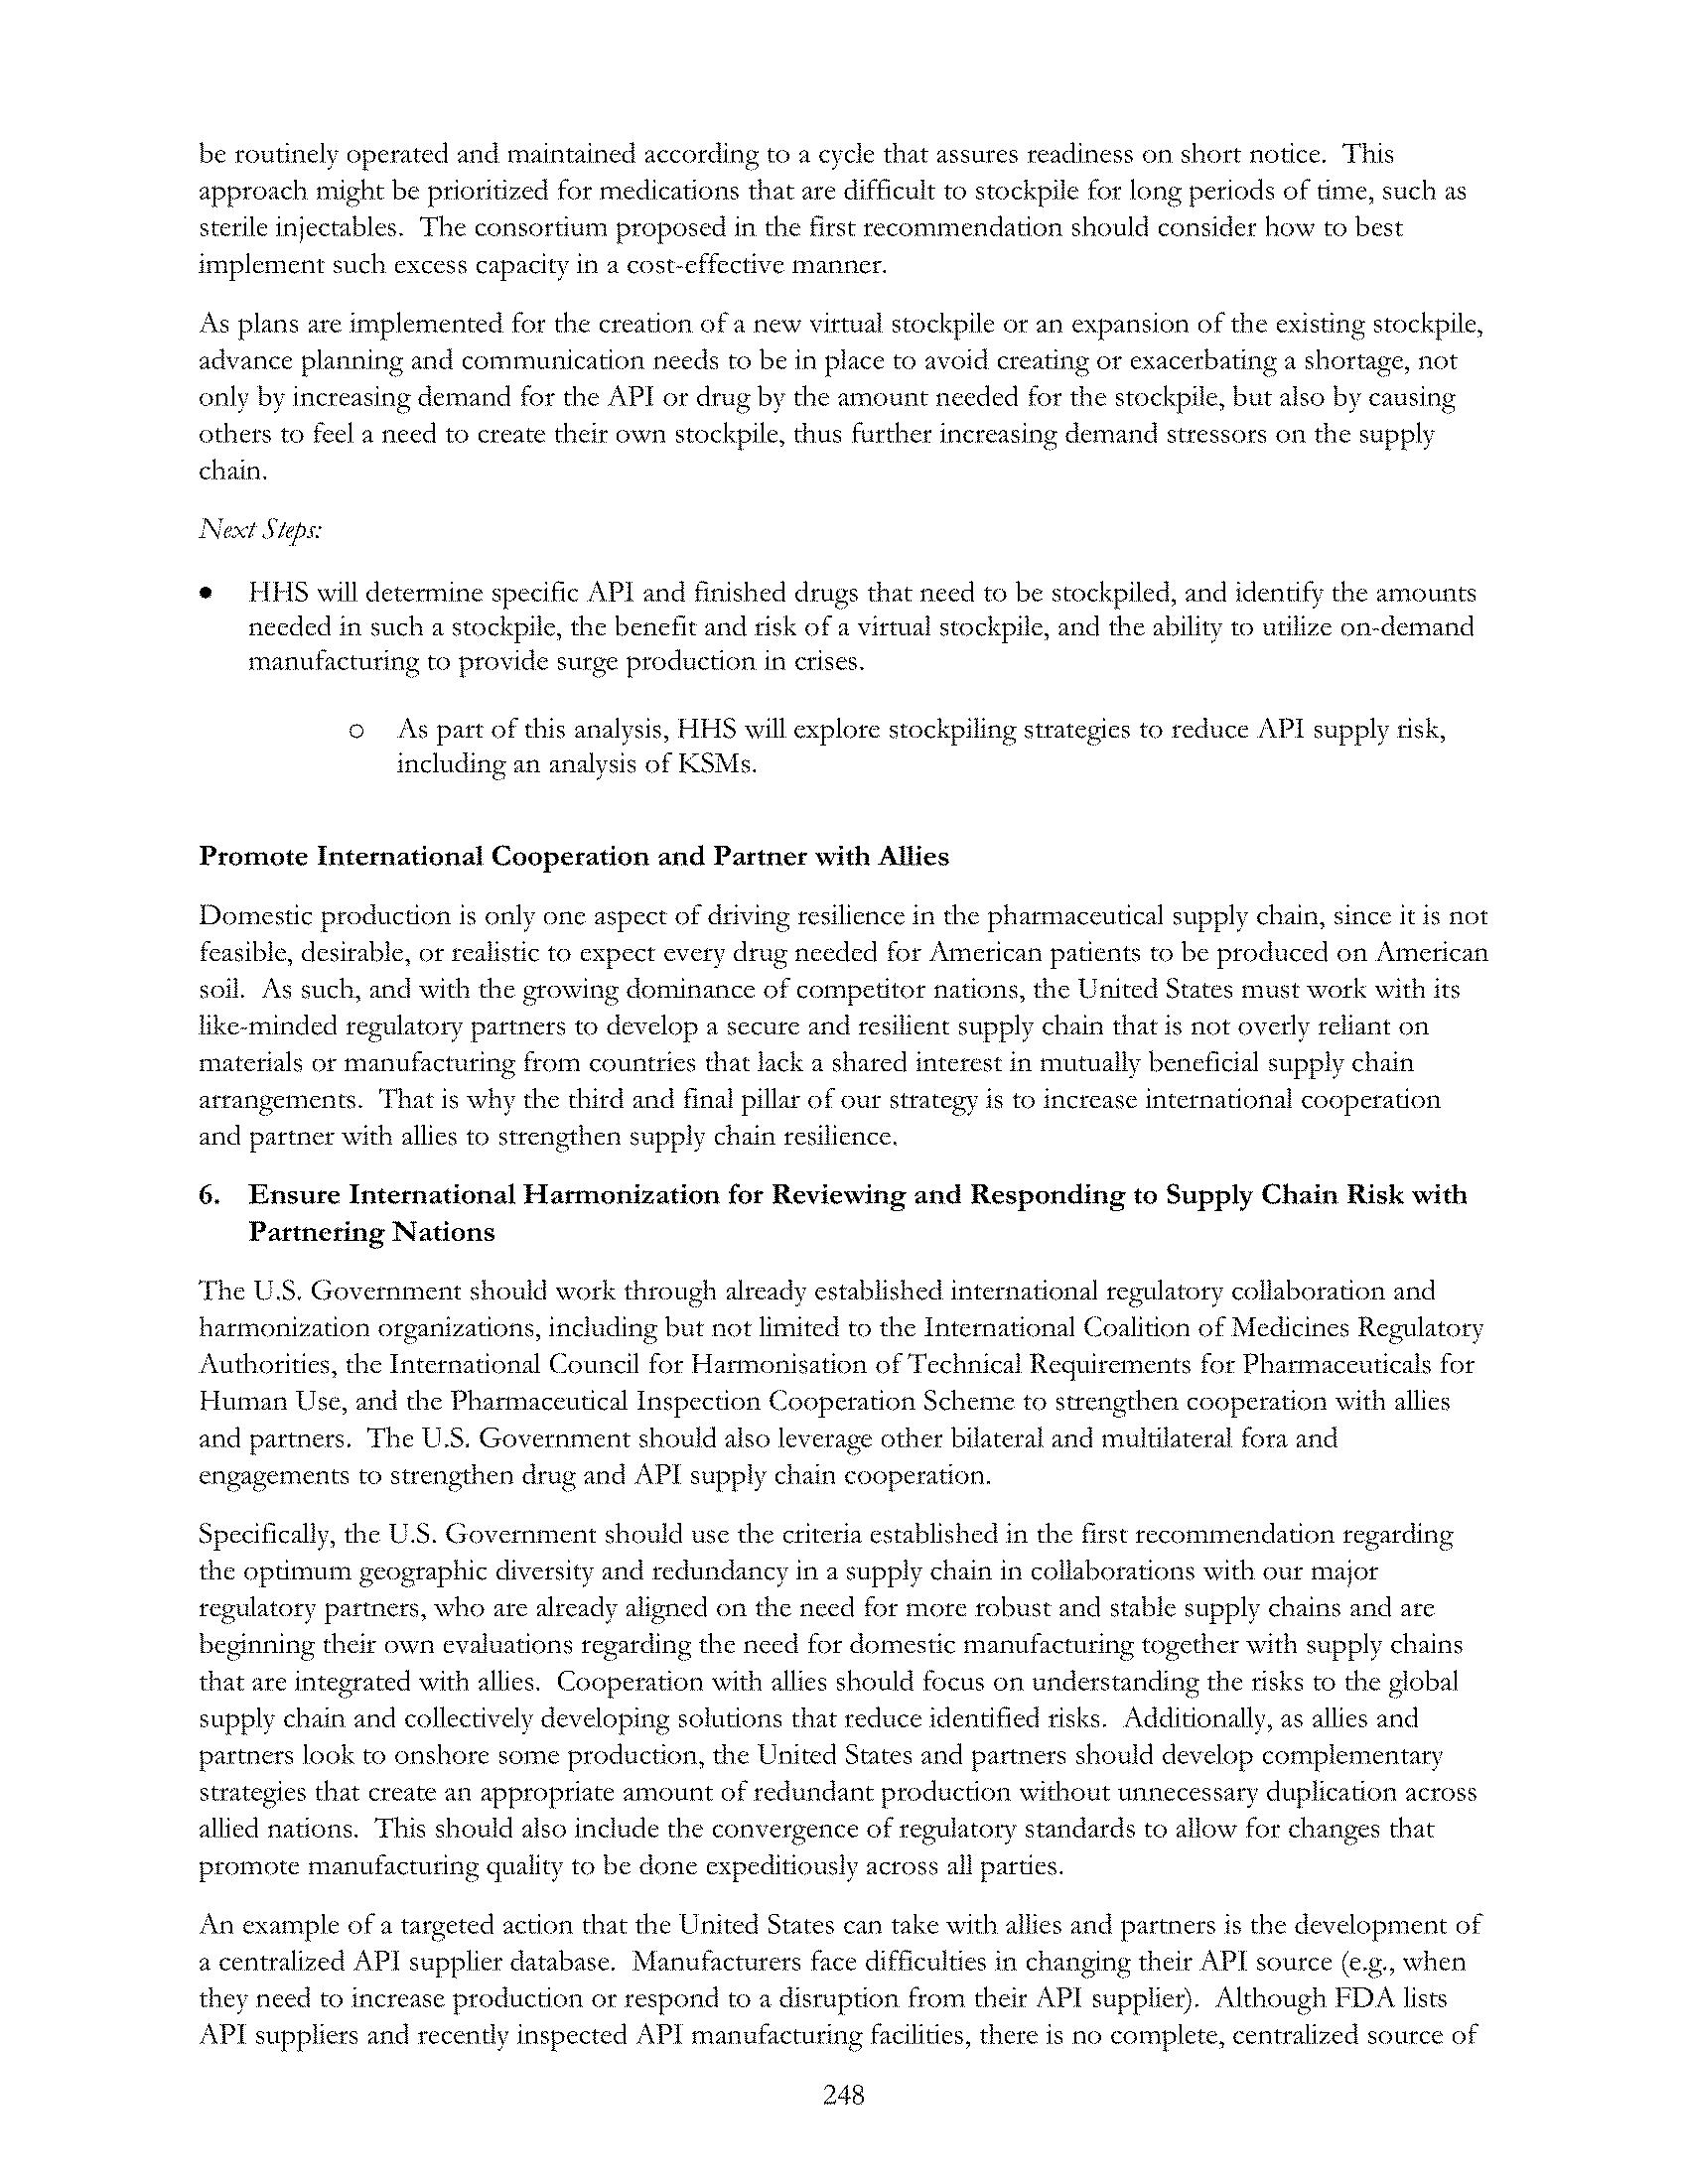 be routinely operated and maintained according to a cycle that assures readiness on short notice.  This
approach might be prioritized for medications that are difficult to stockpile for long periods of time, such as
sterile injectables.  The consortium proposed in the first recommendation should consider how to best
implement such excess capacity in a cost-effective manner.
As plans are implemented for the creation of a new virtual stockpile or an expansion of the existing stockpile,
advance planning and communication needs to be in place to avoid creating or exacerbating a shortage, not
only by increasing demand for the API or drug by the amount needed for the stockpile, but also by causing
others to feel a need to create their own stockpile, thus further increasing demand stressors on the supply
chain.
Next Steps:
• HHS will determine specific API and finished drugs that need to be stockpiled, and identify the amounts
needed in such a stockpile, the benefit and risk of a virtual stockpile, and the ability to utilize on-demand
manufacturing to provide surge production in crises.
o As part of this analysis, HHS will explore stockpiling strategies to reduce API supply risk,
including an analysis of KSMs.
Promote International Cooperation and Partner with Allies
Domestic production is only one aspect of driving resilience in the pharmaceutical supply chain, since it is not
feasible, desirable, or realistic to expect every drug needed for American patients to be produced on American
soil.  As such, and with the growing dominance of competitor nations, the United States must work with its
like-minded regulatory partners to develop a secure and resilient supply chain that is not overly reliant on
materials or manufacturing from countries that lack a shared interest in mutually beneficial supply chain
arrangements.  That is why the third and final pillar of our strategy is to increase international cooperation
and partner with allies to strengthen supply chain resilience.
6. Ensure International Harmonization for Reviewing and Responding to Supply Chain Risk with
Partnering Nations
The U.S. Government should work through already established international regulatory collaboration and
harmonization organizations, including but not limited to the International Coalition of Medicines Regulatory
Authorities, the International Council for Harmonisation of Technical Requirements for Pharmaceuticals for
Human Use, and the Pharmaceutical Inspection Cooperation Scheme to strengthen cooperation with allies
and partners.  The U.S. Government should also leverage other bilateral and multilateral fora and
engagements to strengthen drug and API supply chain cooperation.
Specifically, the U.S. Government should use the criteria established in the first recommendation regarding
the optimum geographic diversity and redundancy in a supply chain in collaborations with our major
regulatory partners, who are already aligned on the need for more robust and stable supply chains and are
beginning their own evaluations regarding the need for domestic manufacturing together with supply chains
that are integrated with allies.  Cooperation with allies should focus on understanding the risks to the global
supply chain and collectively developing solutions that reduce identified risks.  Additionally, as allies and
partners look to onshore some production, the United States and partners should develop complementary
strategies that create an appropriate amount of redundant production without unnecessary duplication across
allied nations.  This should also include the convergence of regulatory standards to allow for changes that
promote manufacturing quality to be done expeditiously across all parties.
An example of a targeted action that the United States can take with allies and partners is the development of
a centralized API supplier database.  Manufacturers face difficulties in changing their API source (e.g., when
they need to increase production or respond to a disruption from their API supplier).  Although FDA lists
API suppliers and recently inspected API manufacturing facilities, there is no complete, centralized source of
248